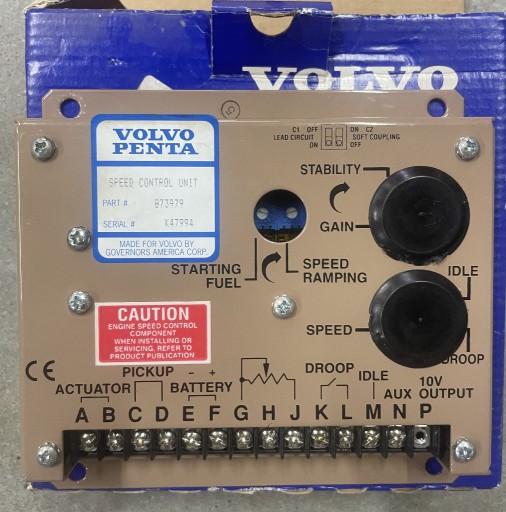 VOLVO
VOLVO
PENTA
SPEED CONTROL UNIT
PART # 873979
SERIAL # K47994
MADE FOR VOLVO BY
GOVERNORS AMERICA CORP.
C1 OFF
LEAD CIRCUIT
ON
ON C2
SOFT COUPLING
OFF
STABILITY
GAIN
STARTING
FUEL
SPEED
RAMPING
IDLE
SPEED
DROOP
CAUTION
ENGINE SPEED CONTROL
COMPONENT
WHEN INSTALLING OR
SERVICING, REFER TO
PRODUCT PUBLICATION
CE
PICKUP - +
ACTUATOR BATTERY
DROOP IDLE 10V
AUX OUTPUT
A B C D E F G H J K L M N P